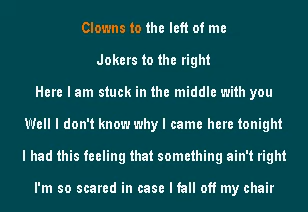 Clowns to the left of me
Jokers to the right
Here I am stuck in the middle with you
Well I don't know why I came here tonight
I had this feeling that something ain't right
I'm so scared in case I fall off my chair